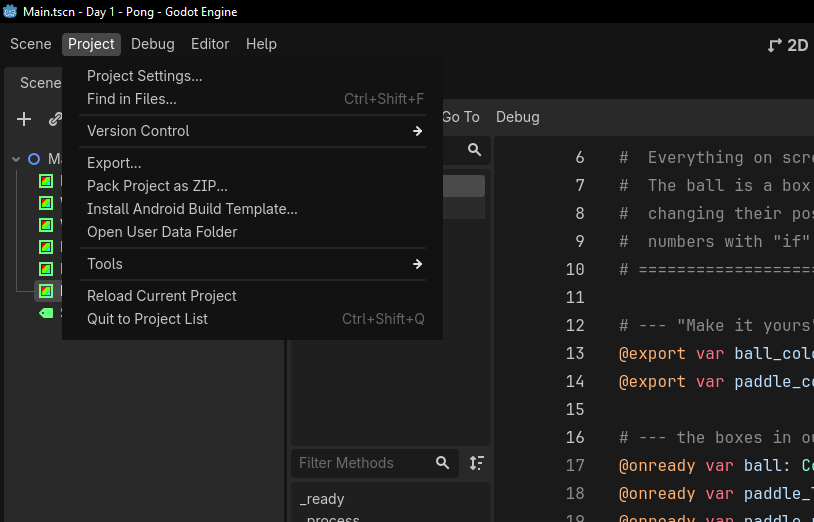 Main.tscn - Day 1 - Pong - Godot Engine
Scene Project Debug Editor Help
2D
Scene
Project Settings...
Find in Files... Ctrl+Shift+F
Version Control
Export...
Pack Project as ZIP...
Install Android Build Template...
Open User Data Folder
Tools
Reload Current Project
Quit to Project List Ctrl+Shift+Q
Go To Debug
Filter Methods
_ready
_process
6 # Everything on scre
7 # The ball is a box
8 # changing their pos
9 # numbers with "if"
10 # ====================
11
12 # --- "Make it yours"
13 @export var ball_colo
14 @export var paddle_co
15
16 # --- the boxes in ou
17 @onready var ball: Co
18 @onready var paddle_l
19 @onready var paddle_